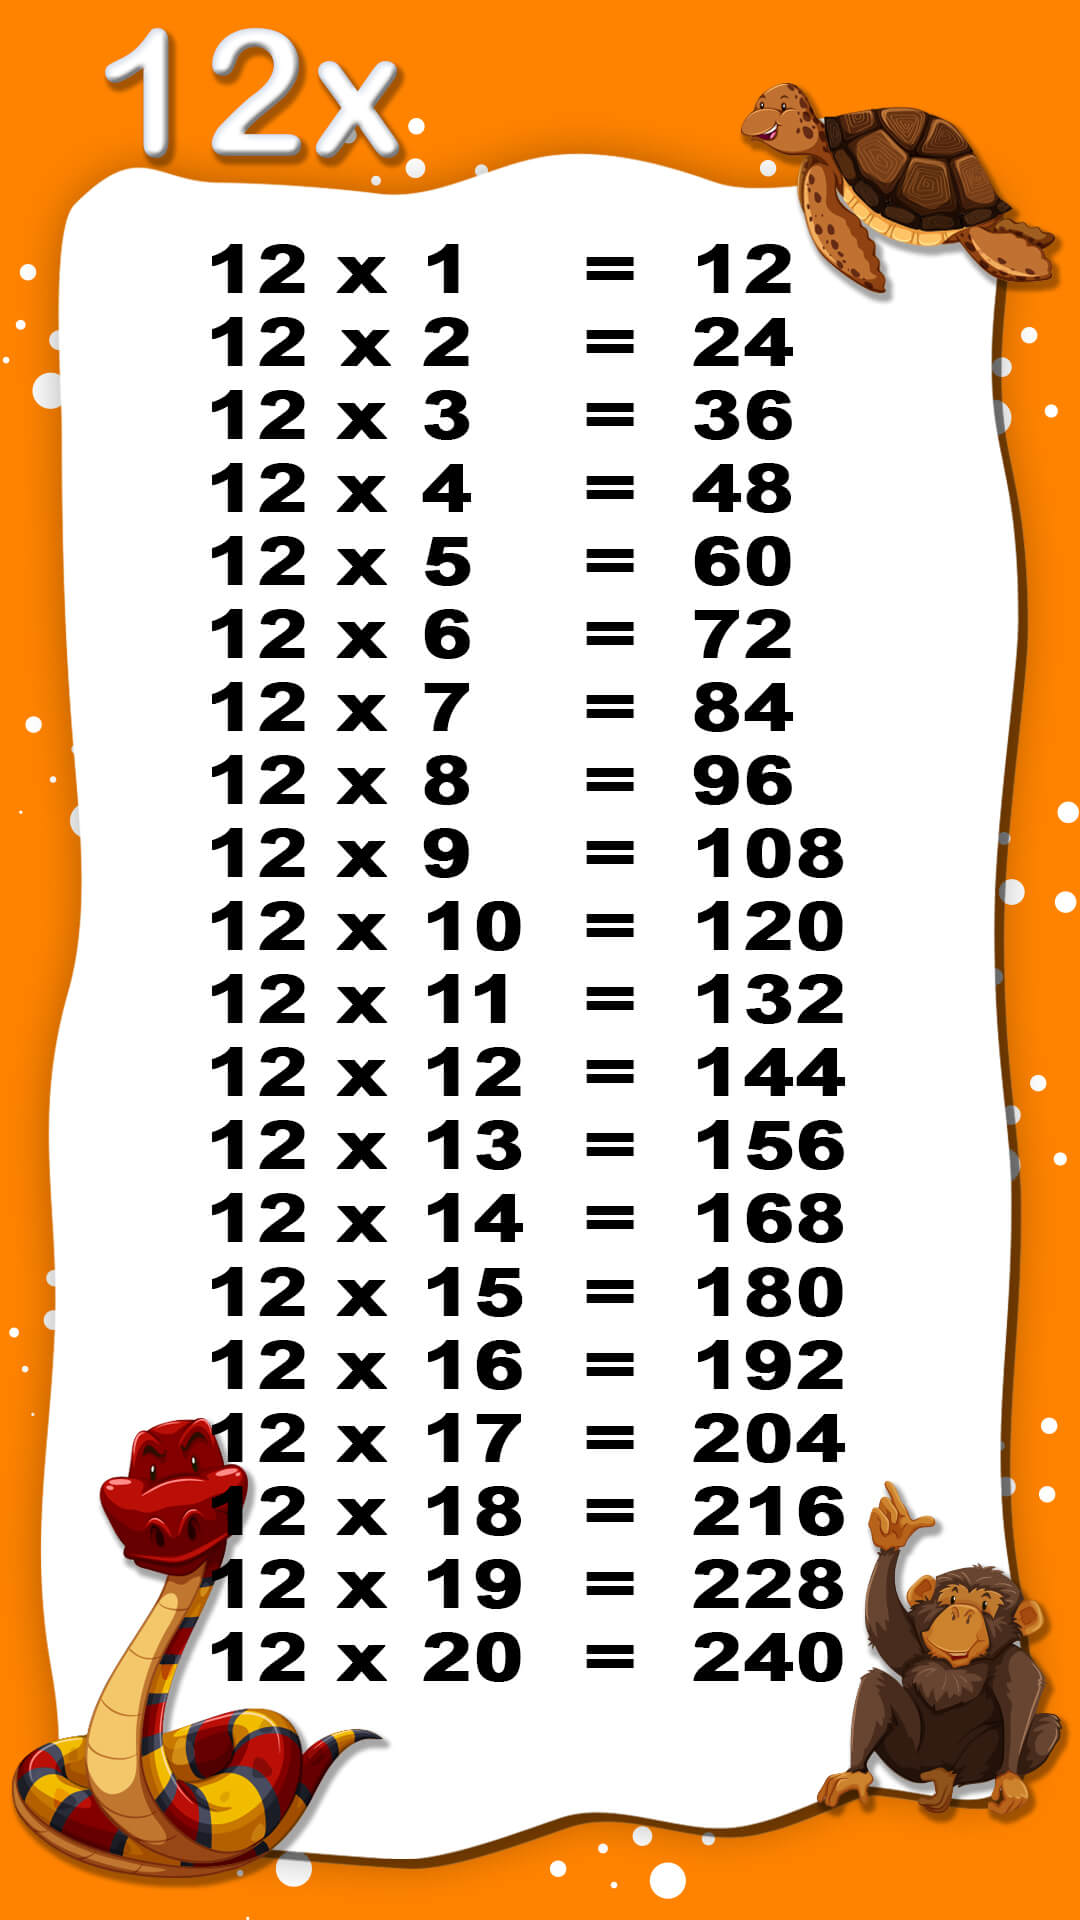 12x
12 x 1 = 12
12 x 2 = 24
12 x 3 = 36
12 x 4 = 48
12 x 5 = 60
12 x 6 = 72
12 x 7 = 84
12 x 8 = 96
12 x 9 = 108
12 x 10 = 120
12 x 11 = 132
12 x 12 = 144
12 x 13 = 156
12 x 14 = 168
12 x 15 = 180
12 x 16 = 192
12 x 17 = 204
12 x 18 = 216
12 x 19 = 228
12 x 20 = 240